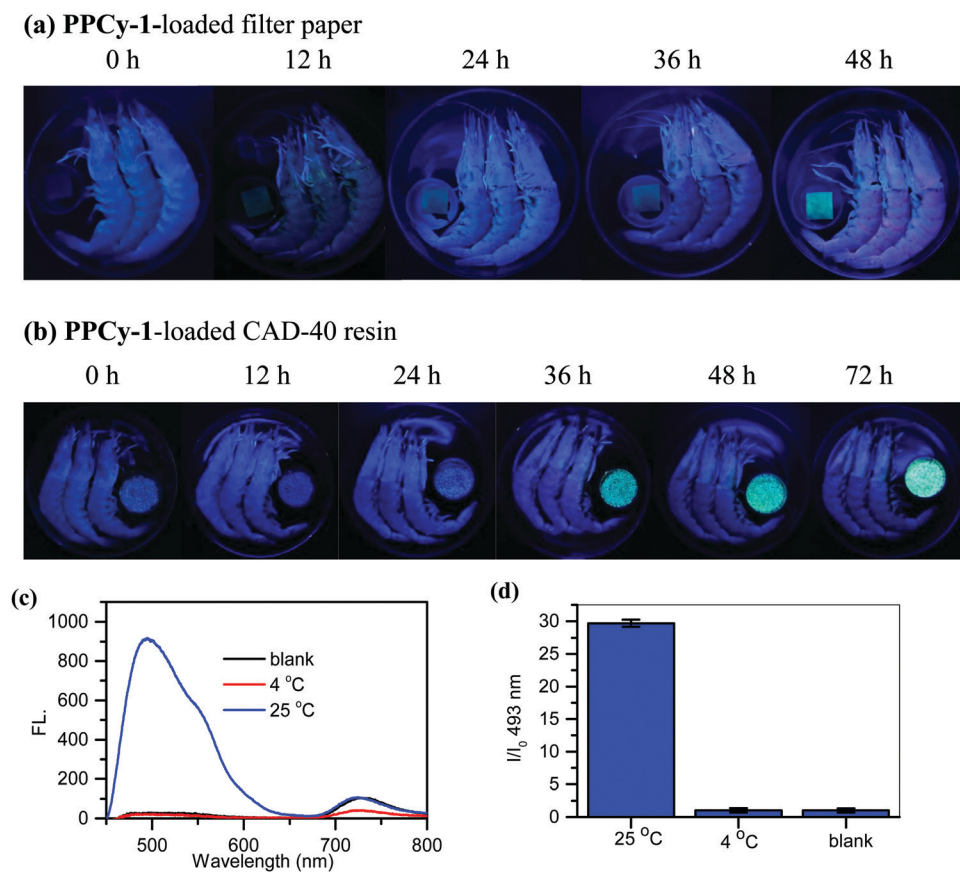 (a) PPCy-1-loaded filter paper
0 h 12 h 24 h 36 h 48 h
(b) PPCy-1-loaded CAD-40 resin
0 h 12 h 24 h 36 h 48 h 72 h
(c)
1000
800
600
400
200
0
FL.
blank
4 °C
25 °C
500 600 700 800
Wavelength (nm)
(d)
30
25
20
15
10
5
0
I/I0 493 nm
25 °C 4 °C blank